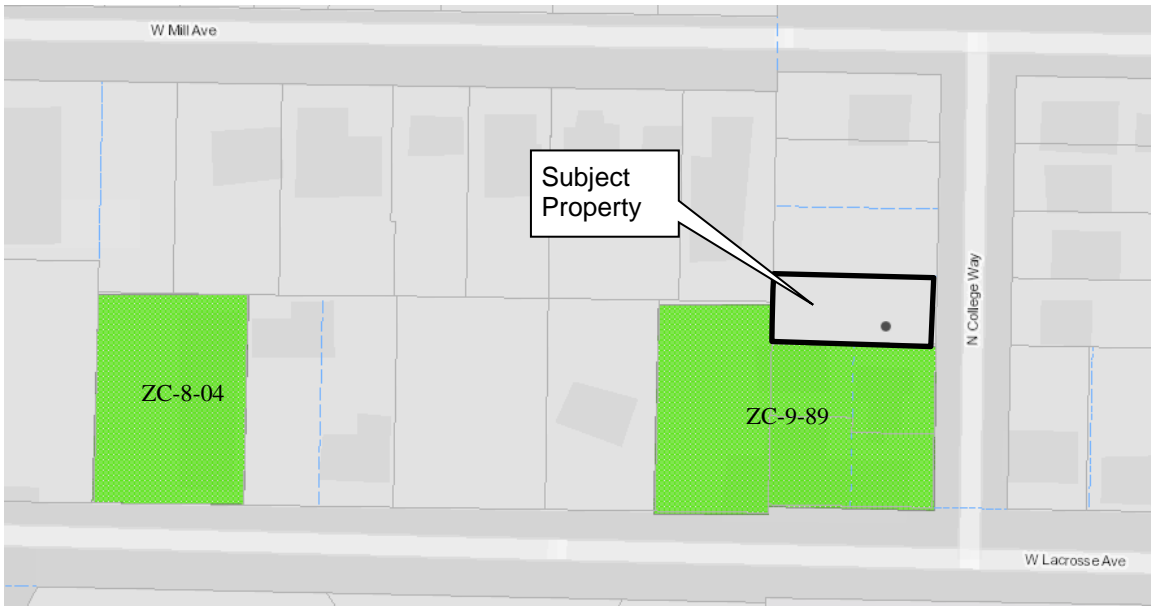 W Mill Ave
Subject
Property
N College Way
ZC-8-04
ZC-9-89
W Lacrosse Ave